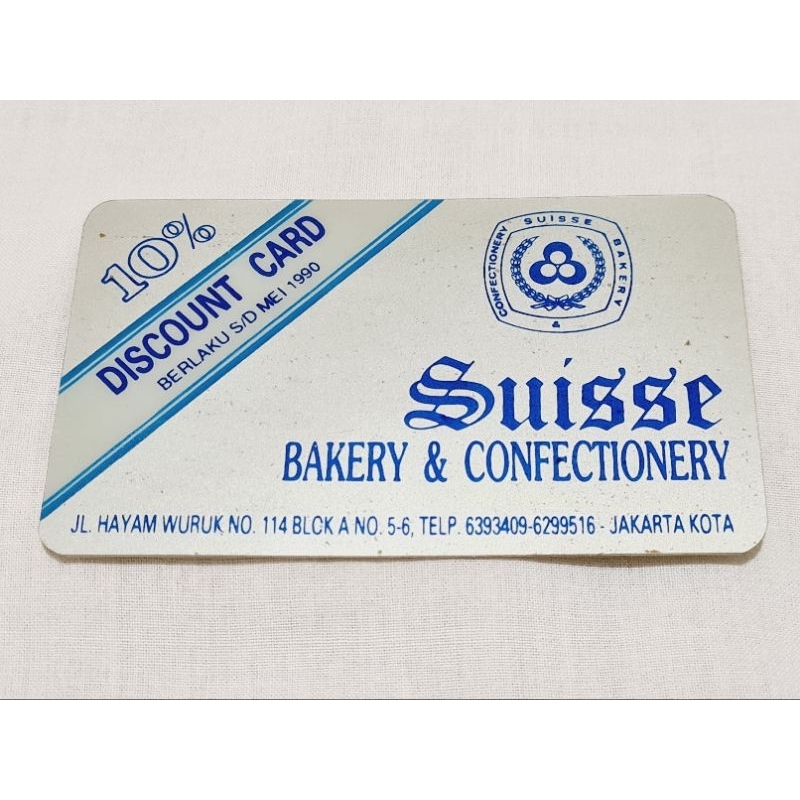 10%
DISCOUNT CARD
BERLAKU S/D MEI 1990
CONFECTIONERY SUISSE BAKERY &
Suisse
BAKERY & CONFECTIONERY
JL. HAYAM WURUK NO. 114 BLOK A NO. 5-6, TELP. 6393409-6299516 - JAKARTA KOTA